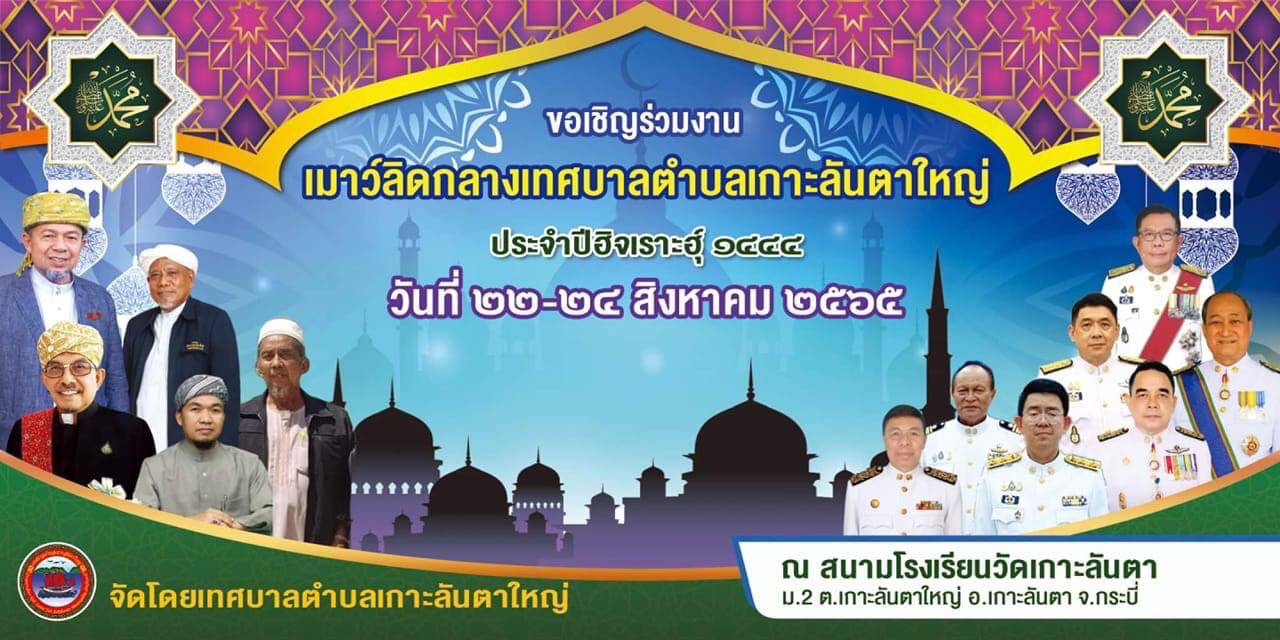 محمد
محمد
ขอเชิญร่วมงาน
เมาว์ลิดกลางเทศบาลตำบลเกาะลันตาใหญ่
ประจำปีฮิจเราะฮฺ์ ๑๔๔๔
วันที่ ๒๒-๒๔ สิงหาคม ๒๕๖๕
ณ สนามโรงเรียนวัดเกาะลันตา
ม.2 ต.เกาะลันตาใหญ่ อ.เกาะลันตา จ.กระบี่
จัดโดยเทศบาลตำบลเกาะลันตาใหญ่